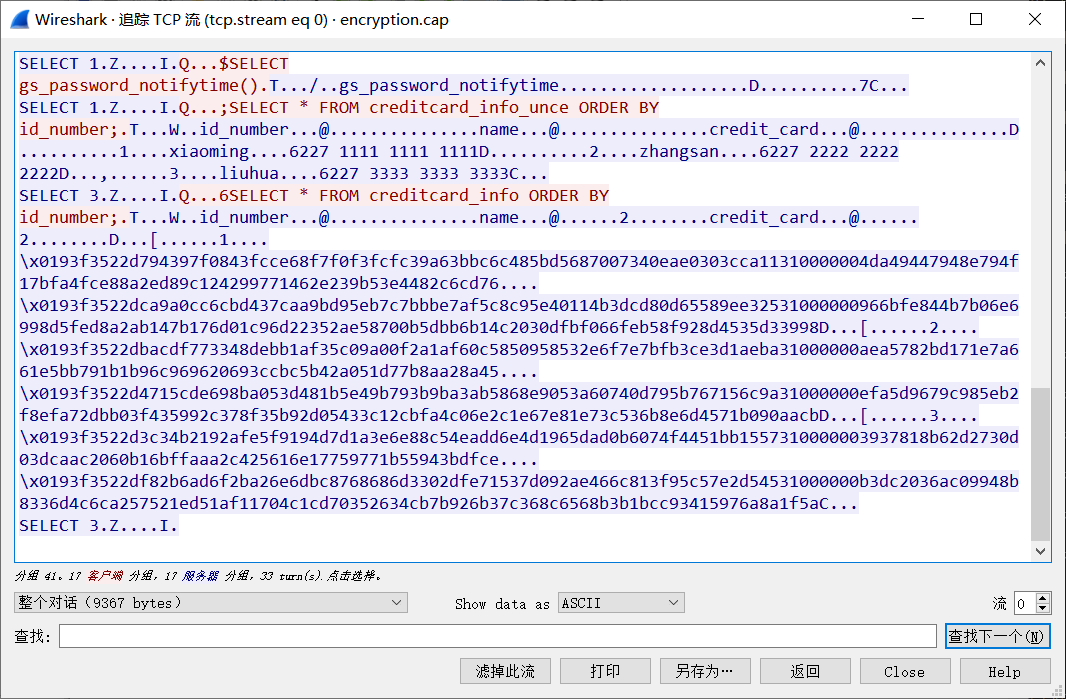 Wireshark · 追踪 TCP 流 (tcp.stream eq 0) · encryption.cap
SELECT 1.Z....I.Q...$SELECT
gs_password_notifytime().T.../..gs_password_notifytime...................D..........7C...
SELECT 1.Z....I.Q...;SELECT * FROM creditcard_info_unce ORDER BY
id_number;.T...W..id_number...@...............name...@...............credit_card...@...............D
..........1....xiaoming....6227 1111 1111 1111D..........2....zhangsan....6227 2222 2222
2222D...,......3....liuhua....6227 3333 3333 3333C...
SELECT 3.Z....I.Q...6SELECT * FROM creditcard_info ORDER BY
id_number;.T...W..id_number...@...............name...@......2........credit_card...@......
2........D...[......1....
\x0193f3522d794397f0843fcce68f7f0f3fcfc39a63bbc6c485bd5687007340eae0303cca11310000004da49447948e794f
17bfa4fce88a2ed89c124299771462e239b53e4482c6cd76....
\x0193f3522dca9a0cc6cbd437caa9bd95eb7c7bbbe7af5c8c95e40114b3dcd80d65589ee32531000000966bfe844b7b06e6
998d5fed8a2ab147b176d01c96d22352ae58700b5dbb6b14c2030dfbf066feb58f928d4535d33998D...[......2....
\x0193f3522dbacdf773348debb1af35c09a00f2a1af60c5850958532e6f7e7bfb3ce3d1aeba31000000aea5782bd171e7a6
61e5bb791b1b96c969620693ccbc5b42a051d77b8aa28a45....
\x0193f3522d4715cde698ba053d481b5e49b793b9ba3ab5868e9053a60740d795b767156c9a31000000efa5d9679c985eb2
f8efa72dbb03f435992c378f35b92d05433c12cbfa4c06e2c1e67e81e73c536b8e6d4571b090aacbD...[......3....
\x0193f3522d3c34b2192afe5f9194d7d1a3e6e88c54eadd6e4d1965dad0b6074f4451bb1557310000003937818b62d2730d
03dcaac2060b16bffaaa2c425616e17759771b55943bdfce....
\x0193f3522df82b6ad6f2ba26e6dbc8768686d3302dfe71537d092ae466c813f95c57e2d54531000000b3dc2036ac09948b
8336d4c6ca257521ed51af11704c1cd70352634cb7b926b37c368c6568b3b1bcc93415976a8a1f5aC...
SELECT 3.Z....I.
分组 41。17 客户端 分组，17 服务器 分组，33 turn(s).点击选择。
整个对话（9367 bytes） Show data as ASCII 流 0
查找: 查找下一个(N)
滤掉此流 打印 另存为… 返回 Close Help